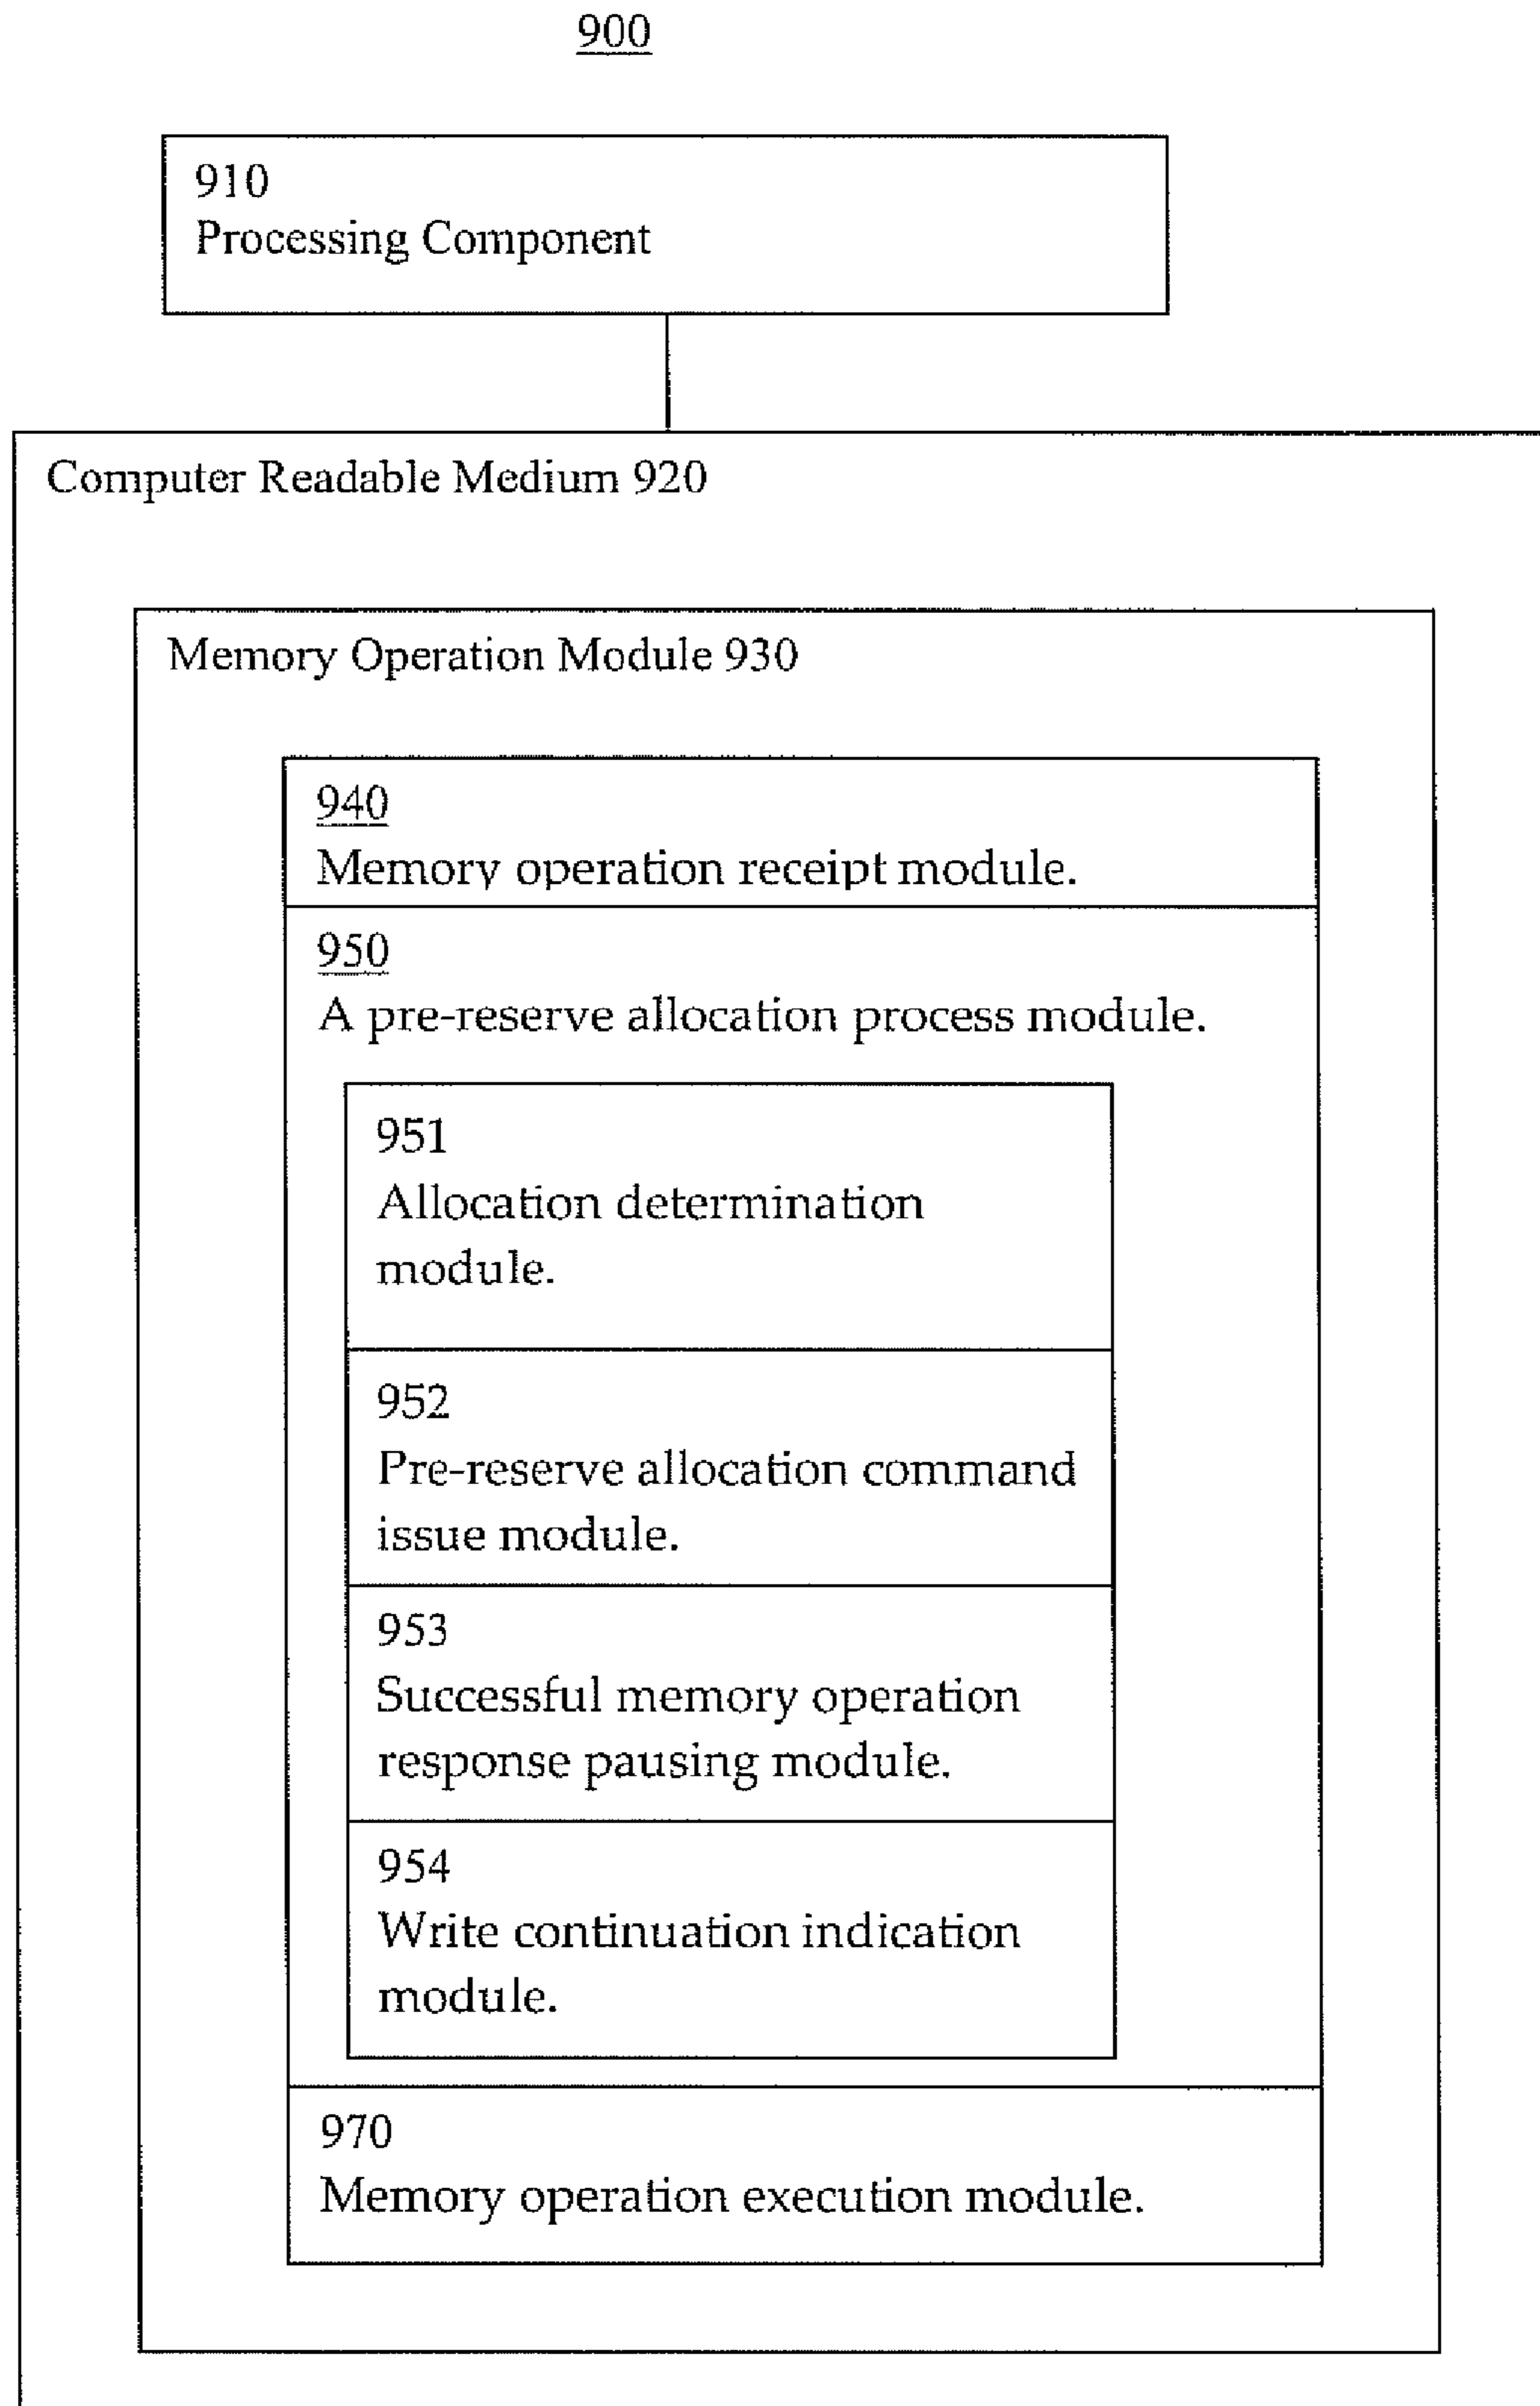 900
910
Processing Component
Computer Readable Medium 920
Memory Operation Module 930
940
Memory operation receipt module.
950
A pre-reserve allocation process module.
951
Allocation determination
module.
952
Pre-reserve allocation command
issue module.
953
Successful memory operation
response pausing module.
954
Write continuation indication
module.
970
Memory operation execution module.